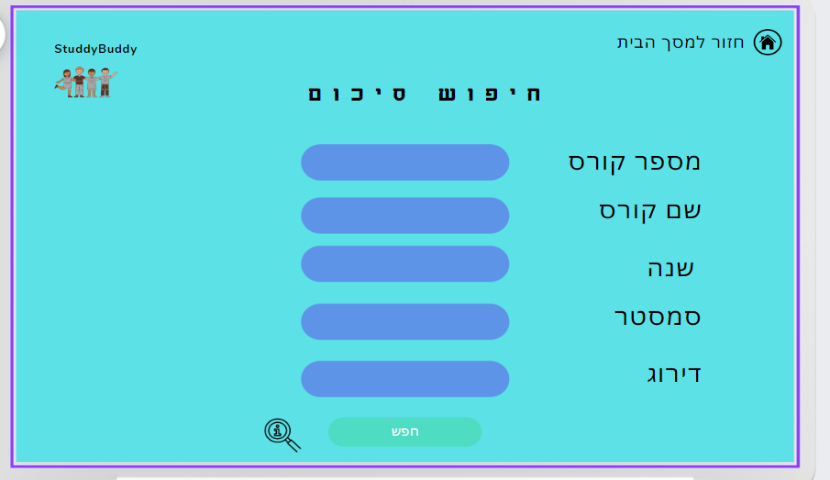 חזור למסך הבית
StuddyBuddy
חיפוש סיכום
מספר קורס
שם קורס
שנה
סמסטר
דירוג
חפש